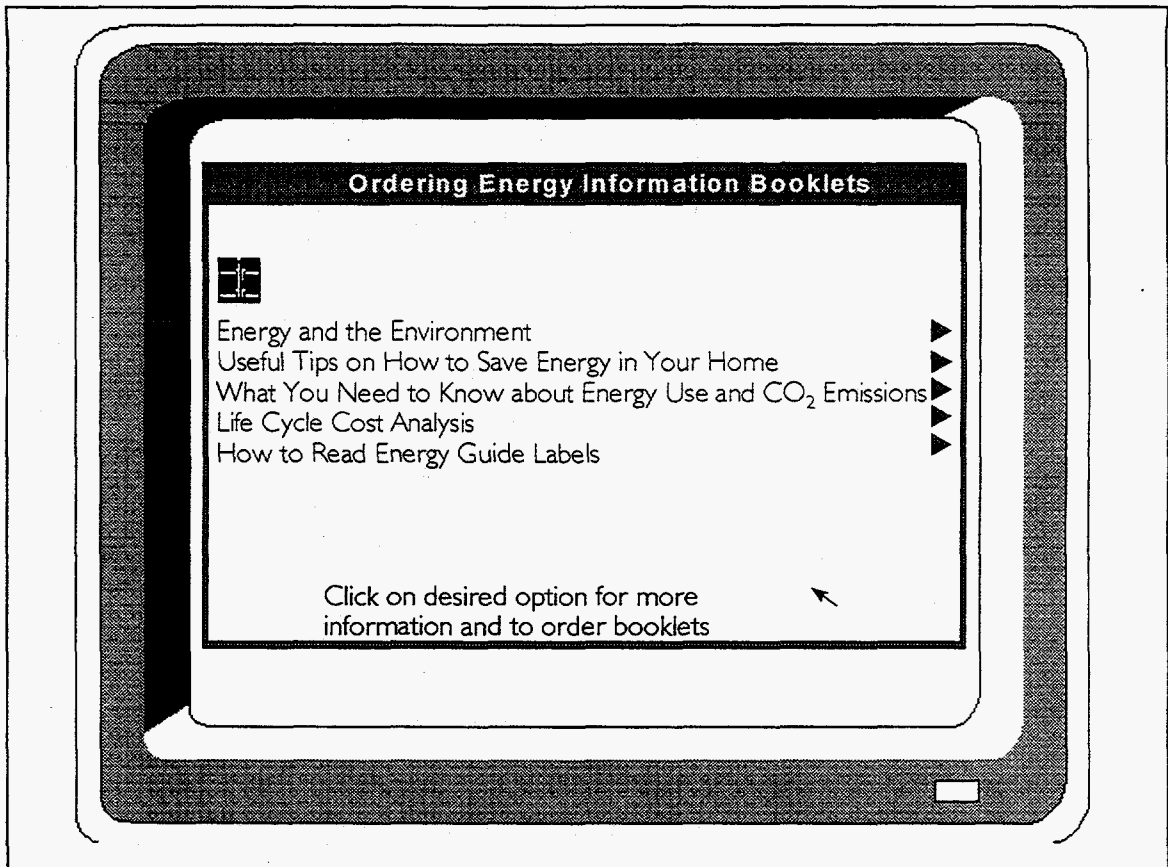 Ordering Energy Information Booklets
Energy and the Environment
Useful Tips on How to Save Energy in Your Home
What You Need to Know about Energy Use and CO₂ Emissions
Life Cycle Cost Analysis
How to Read Energy Guide Labels
Click on desired option for more
information and to order booklets